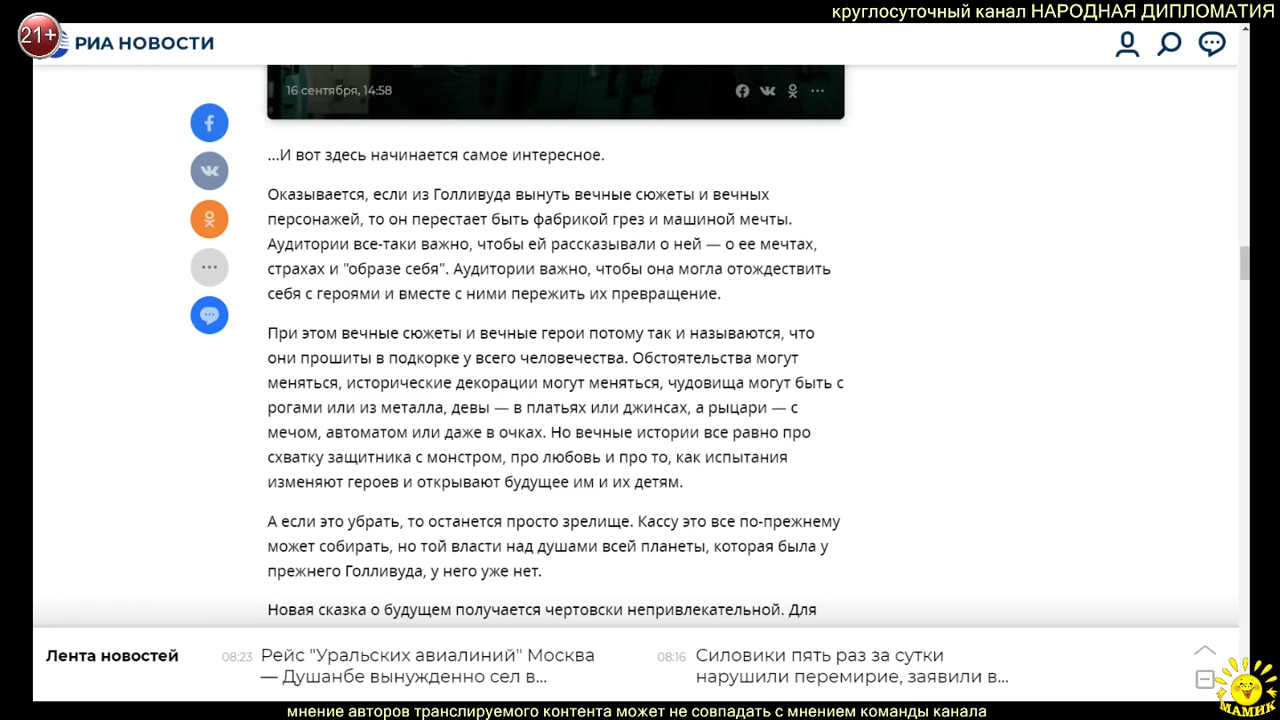 круглосуточный канал НАРОДНАЯ ДИПЛОМАТИЯ
21+
РИА НОВОСТИ
16 сентября, 14:58
...И вот здесь начинается самое интересное.
Оказывается, если из Голливуда вынуть вечные сюжеты и вечных
персонажей, то он перестает быть фабрикой грез и машиной мечты.
Аудитории все-таки важно, чтобы ей рассказывали о ней — о ее мечтах,
страхах и "образе себя". Аудитории важно, чтобы она могла отождествить
себя с героями и вместе с ними пережить их превращение.
При этом вечные сюжеты и вечные герои потому так и называются, что
они прошиты в подкорке у всего человечества. Обстоятельства могут
меняться, исторические декорации могут меняться, чудовища могут быть с
рогами или из металла, девы — в платьях или джинсах, а рыцари — с
мечом, автоматом или даже в очках. Но вечные истории все равно про
схватку защитника с монстром, про любовь и про то, как испытания
изменяют героев и открывают будущее им и их детям.
А если это убрать, то останется просто зрелище. Кассу это все по-прежнему
может собирать, но той власти над душами всей планеты, которая была у
прежнего Голливуда, у него уже нет.
Новая сказка о будущем получается чертовски непривлекательной. Для
Лента новостей
08:23 Рейс "Уральских авиалиний" Москва
— Душанбе вынужденно сел в...
08:16 Силовики пять раз за сутки
нарушили перемирие, заявили в...
МАМИК
мнение авторов транслируемого контента может не совпадать с мнением команды канала